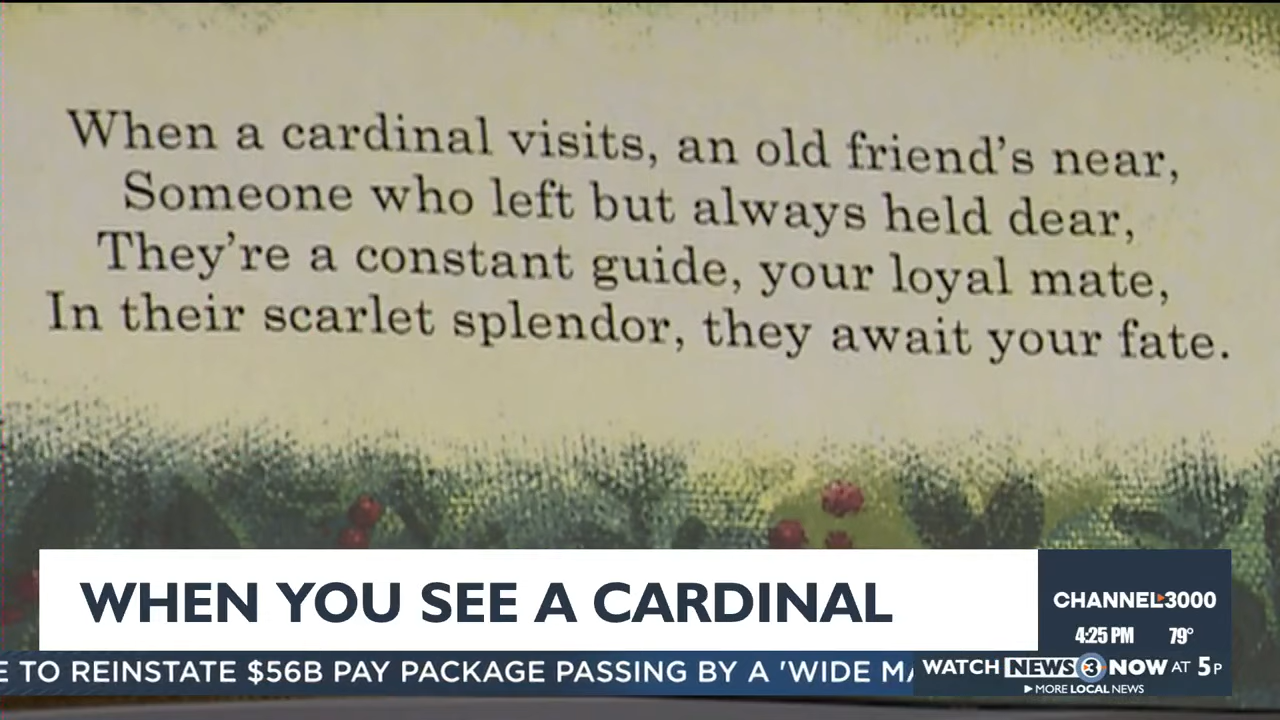 When a cardinal visits, an old friend's near,
Someone who left but always held dear,
They're a constant guide, your loyal mate,
In their scarlet splendor, they await your fate.
WHEN YOU SEE A CARDINAL
CHANNEL3000
4:25 PM 79°
E TO REINSTATE $56B PAY PACKAGE PASSING BY A 'WIDE MA
WATCH NEWS 3 NOW AT 5P
MORE LOCAL NEWS